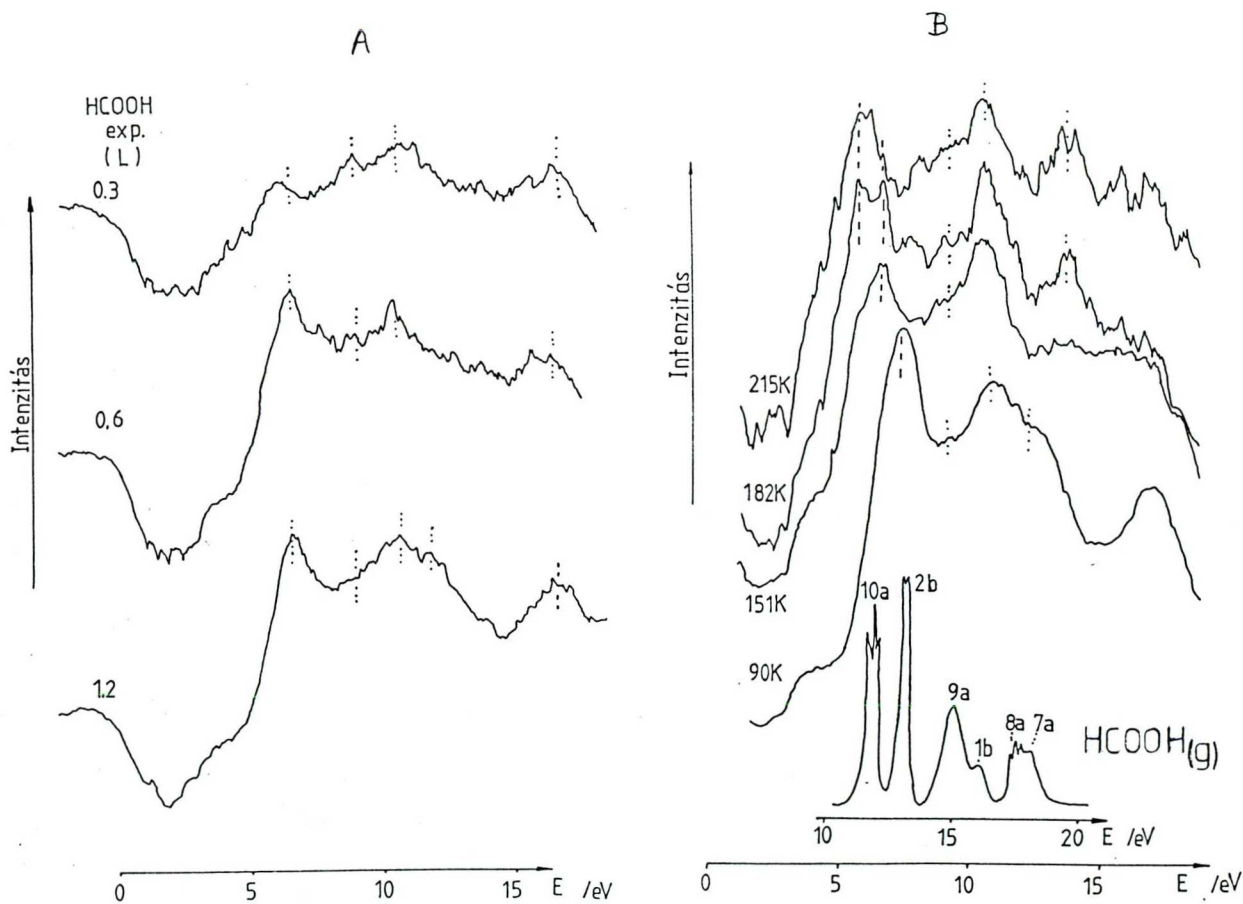 A
HCOOH
exp.
(L)
0.3
0,6
1.2
Intenzitás
0 5 10 15 E /eV
B
Intenzitás
215K
182K
151K
90K
10a 2b
9a
1b
8a 7a
HCOOH(g)
10 15 20 E /eV
0 5 10 15 E /eV